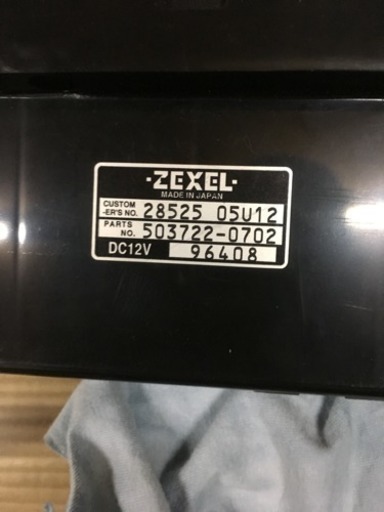 ·ZEXEL·
MADE IN JAPAN
CUSTOM
-ER'S NO. 28525 05U12
PARTS
NO. 503722-0702
DC12V 96408